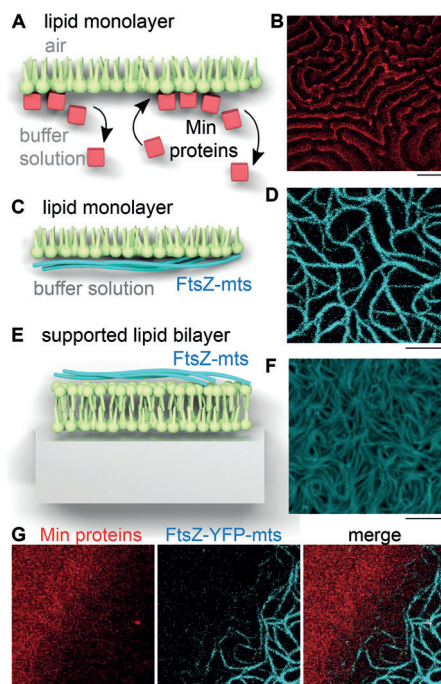 A lipid monolayer
air
buffer
solution
Min
proteins
B
C lipid monolayer
FtsZ-mts
buffer solution
D
E supported lipid bilayer
FtsZ-mts
F
G Min proteins FtsZ-YFP-mts merge